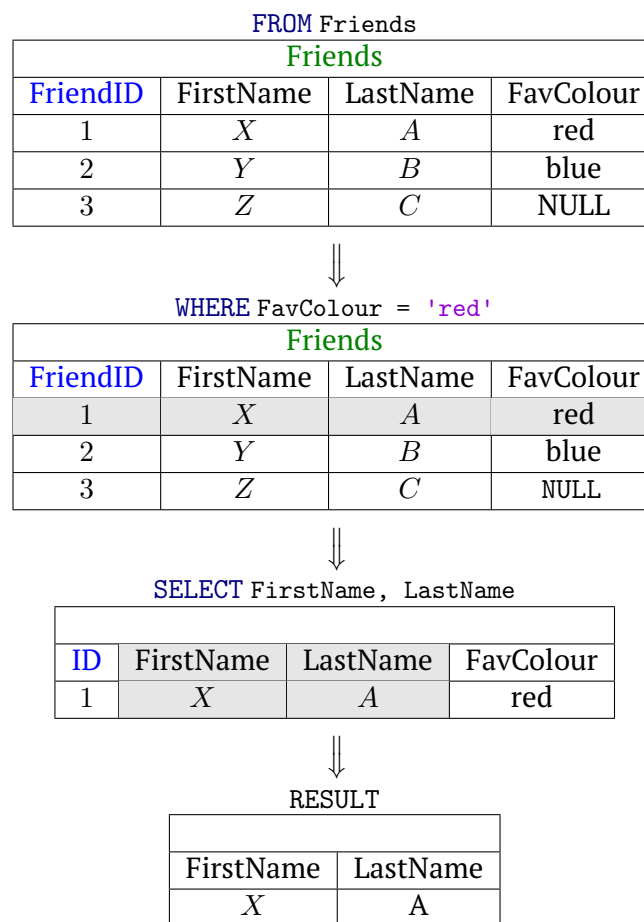 FROM Friends
Friends
FriendID FirstName LastName FavColour
1 X A red
2 Y B blue
3 Z C NULL
⇓
WHERE FavColour = 'red'
Friends
FriendID FirstName LastName FavColour
1 X A red
2 Y B blue
3 Z C NULL
⇓
SELECT FirstName, LastName
ID FirstName LastName FavColour
1 X A red
⇓
RESULT
FirstName LastName
X A